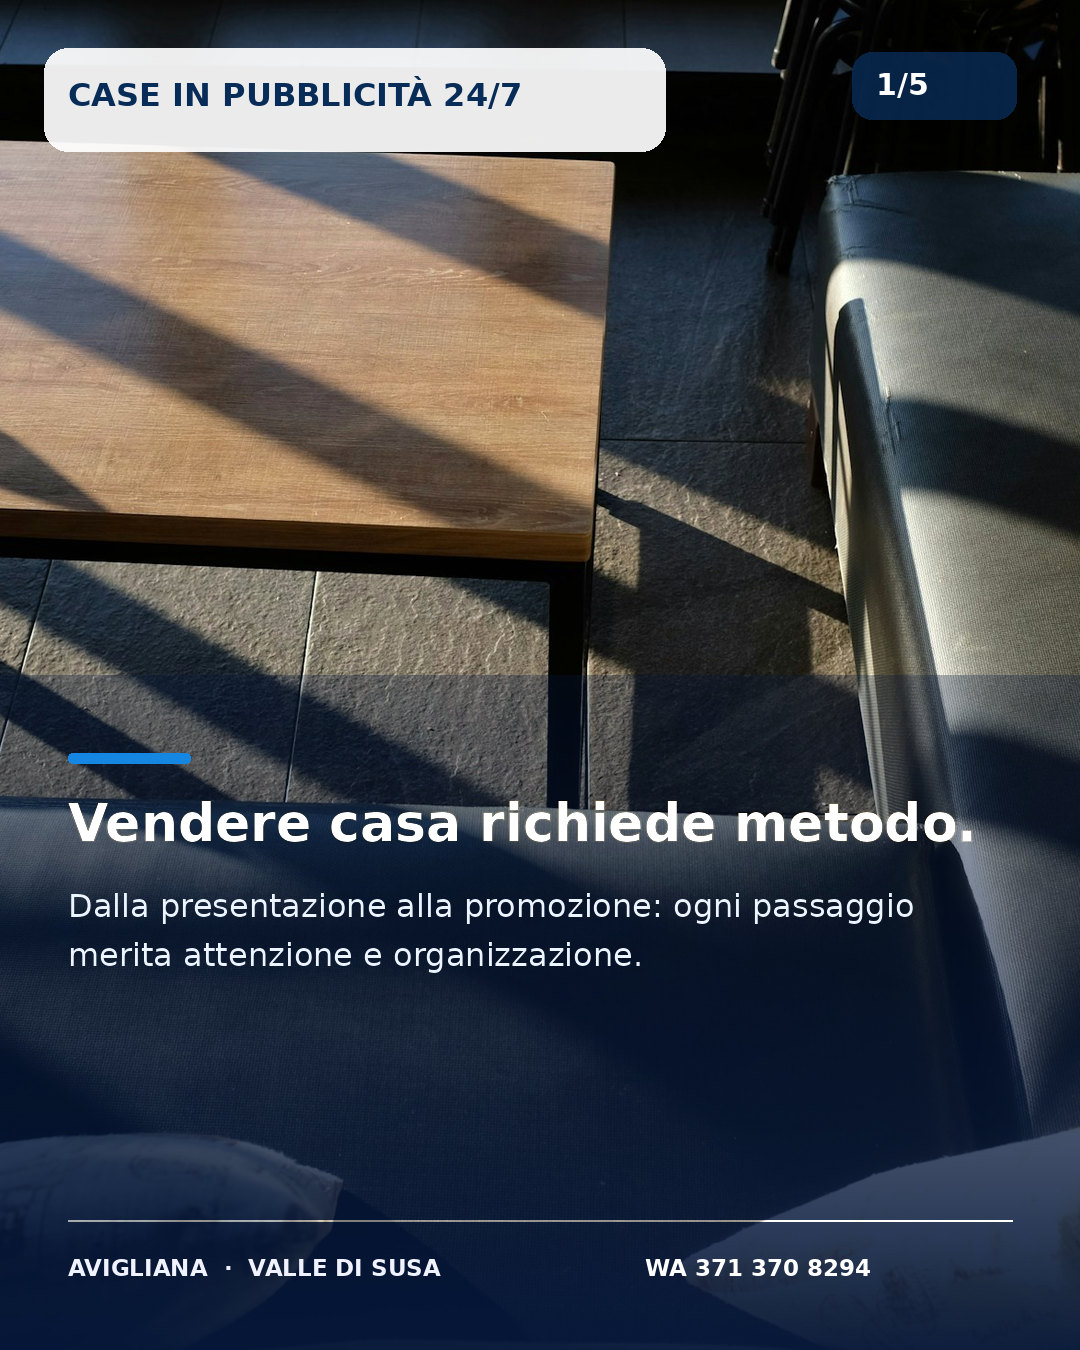 CASE IN PUBBLICITÀ 24/7
1/5
Vendere casa richiede metodo.
Dalla presentazione alla promozione: ogni passaggio
merita attenzione e organizzazione.
AVIGLIANA · VALLE DI SUSA
WA 371 370 8294